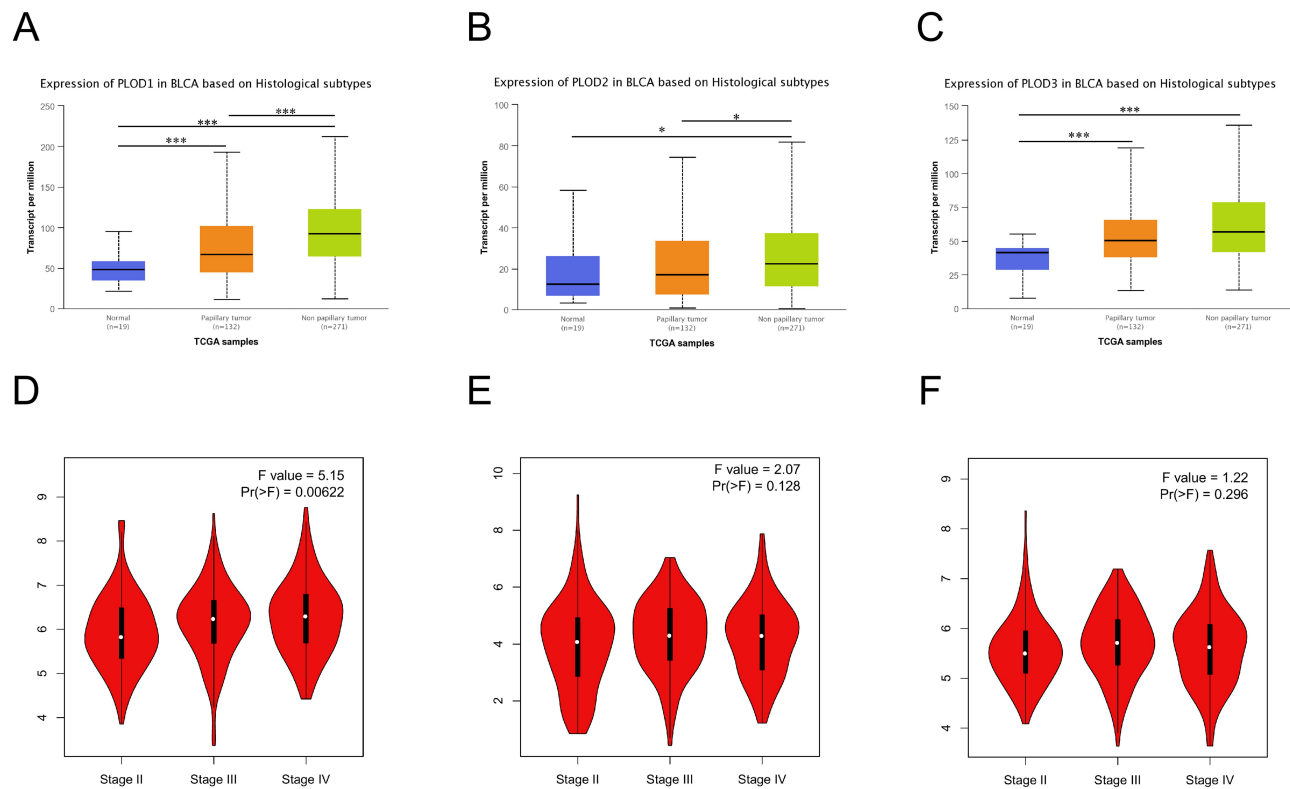 A
Expression of PLOD1 in BLCA based on Histological subtypes
Transcript per million
250
200
150
100
50
0
***
***
***
Normal
(n=19)
Papillary tumor
(n=132)
Non papillary tumor
(n=271)
TCGA samples
B
Expression of PLOD2 in BLCA based on Histological subtypes
Transcript per million
100
80
60
40
20
0
*
*
Normal
(n=19)
Papillary tumor
(n=132)
Non papillary tumor
(n=271)
TCGA samples
C
Expression of PLOD3 in BLCA based on Histological subtypes
Transcript per million
150
125
100
75
50
25
0
***
***
Normal
(n=19)
Papillary tumor
(n=132)
Non papillary tumor
(n=271)
TCGA samples
D
F value = 5.15
Pr(>F) = 0.00622
9
8
7
6
5
4
Stage II
Stage III
Stage IV
E
F value = 2.07
Pr(>F) = 0.128
10
8
6
4
2
Stage II
Stage III
Stage IV
F
F value = 1.22
Pr(>F) = 0.296
9
8
7
6
5
4
Stage II
Stage III
Stage IV